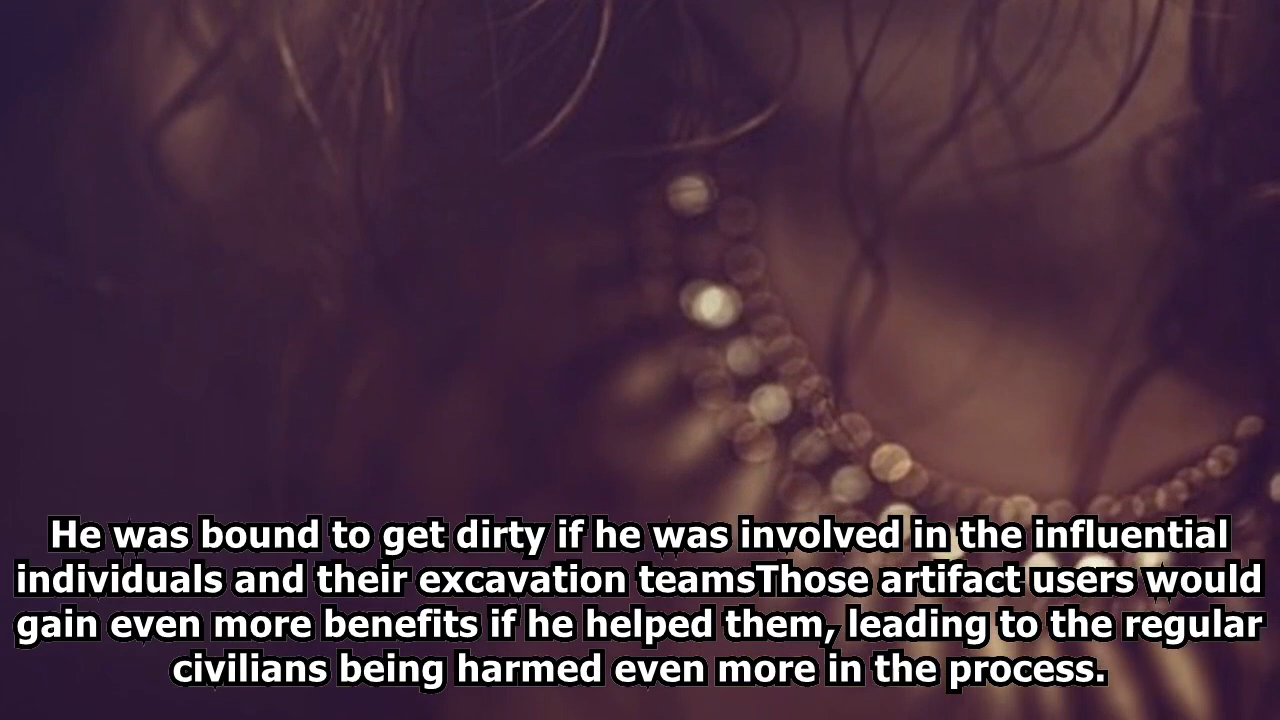 He was bound to get dirty if he was involved in the influential
individuals and their excavation teamsThose artifact users would
gain even more benefits if he helped them, leading to the regular
civilians being harmed even more in the process.